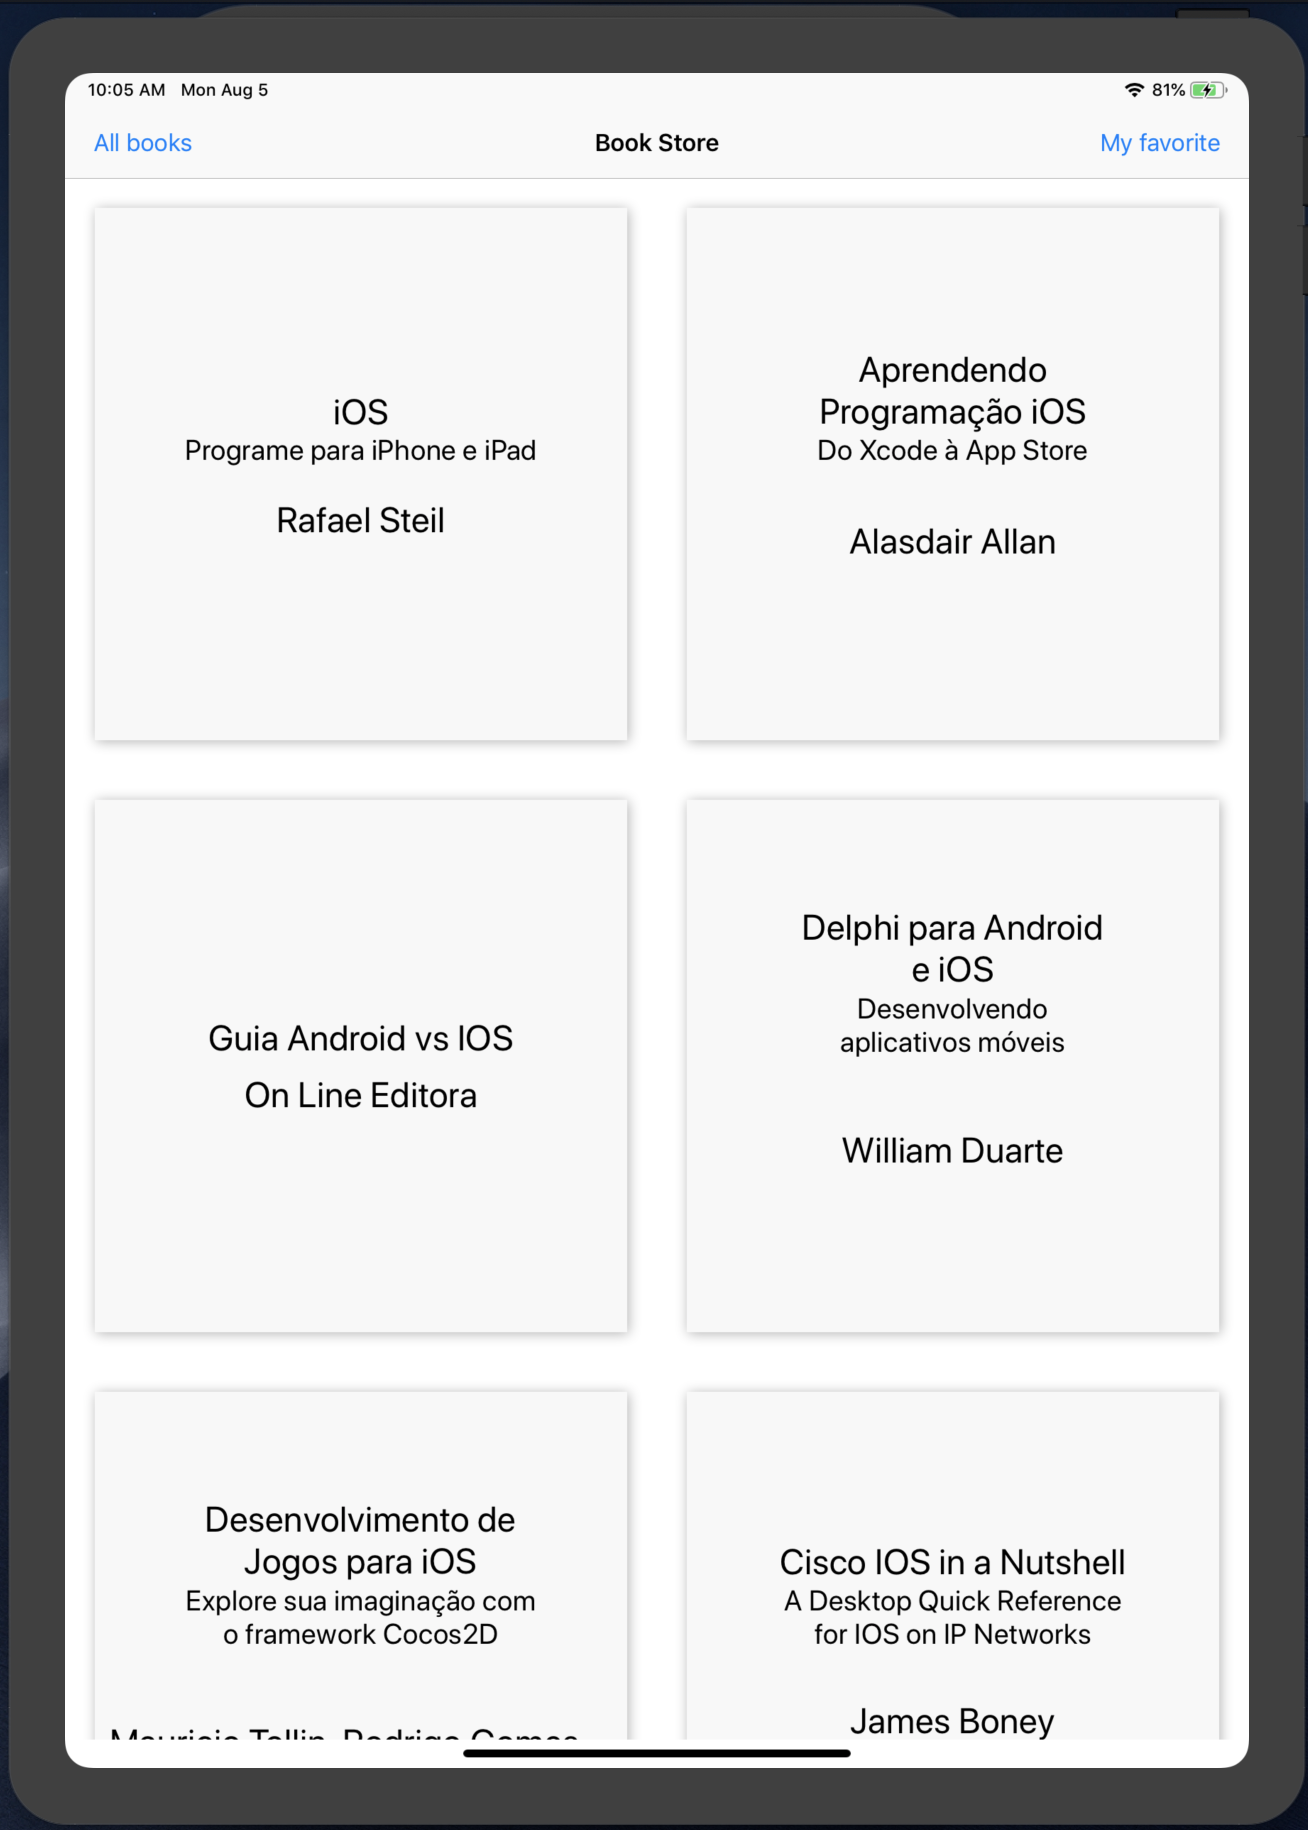 10:05 AM Mon Aug 5
81%
All books
Book Store
My favorite
iOS
Programe para iPhone e iPad
Rafael Steil
Aprendendo
Programação iOS
Do Xcode à App Store
Alasdair Allan
Guia Android vs IOS
On Line Editora
Delphi para Android
e iOS
Desenvolvendo
aplicativos móveis
William Duarte
Desenvolvimento de
Jogos para iOS
Explore sua imaginação com
o framework Cocos2D
Rodrigo Gomes
Cisco IOS in a Nutshell
A Desktop Quick Reference
for IOS on IP Networks
James Boney